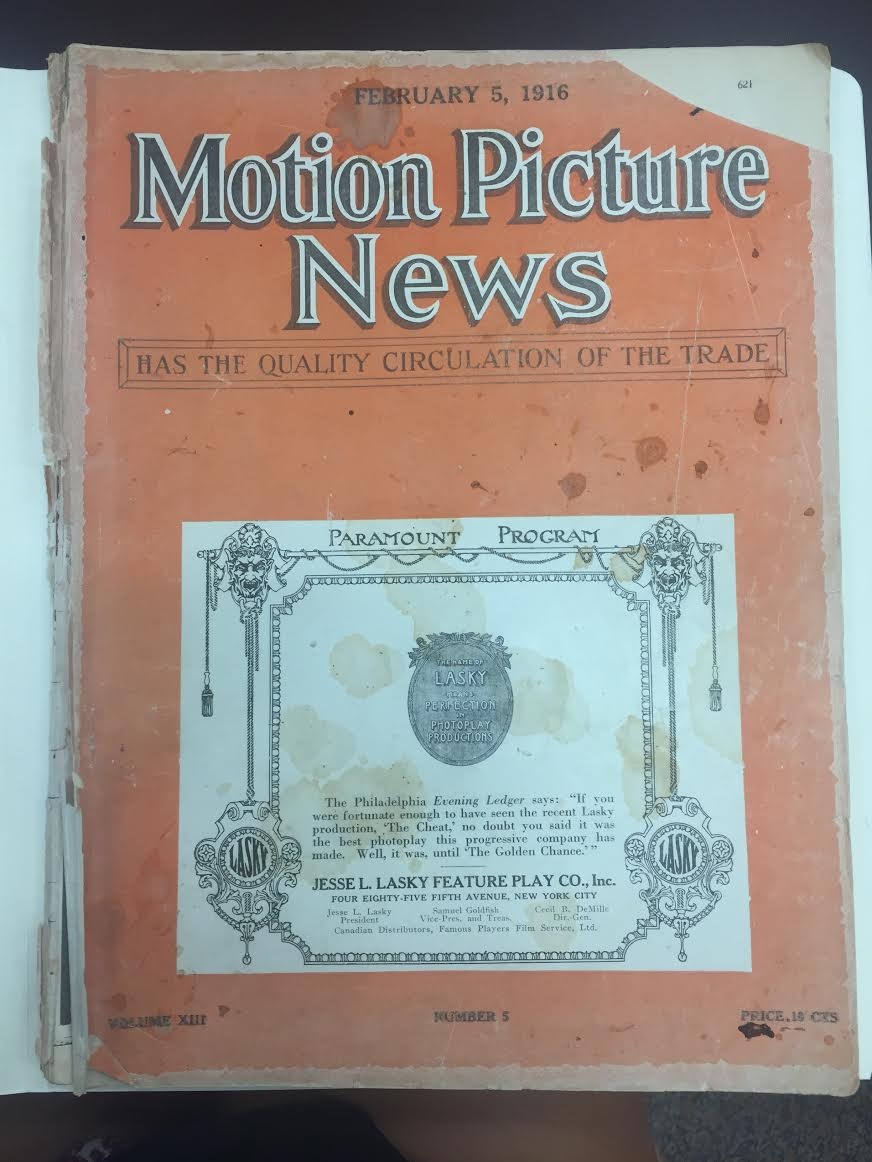 621
FEBRUARY 5, 1916
Motion Picture
News
HAS THE QUALITY CIRCULATION OF THE TRADE
PARAMOUNT PROGRAM
THE NAME OF
LASKY
PERFECTION
IN
PHOTOPLAY
PRODUCTIONS
The Philadelphia Evening Ledger says: "If you
were fortunate enough to have seen the recent Lasky
production, 'The Cheat,' no doubt you said it was
the best photoplay this progressive company has
made. Well, it was, until 'The Golden Chance.'"
LASKY
LASKY
JESSE L. LASKY FEATURE PLAY CO., Inc.
FOUR EIGHTY-FIVE FIFTH AVENUE, NEW YORK CITY
Jesse L. Lasky Samuel Goldfish Cecil B. DeMille
President Vice-Pres. and Treas. Dir.-Gen.
Canadian Distributors, Famous Players Film Service, Ltd.
VOLUME XIII NUMBER 5 PRICE, CTS